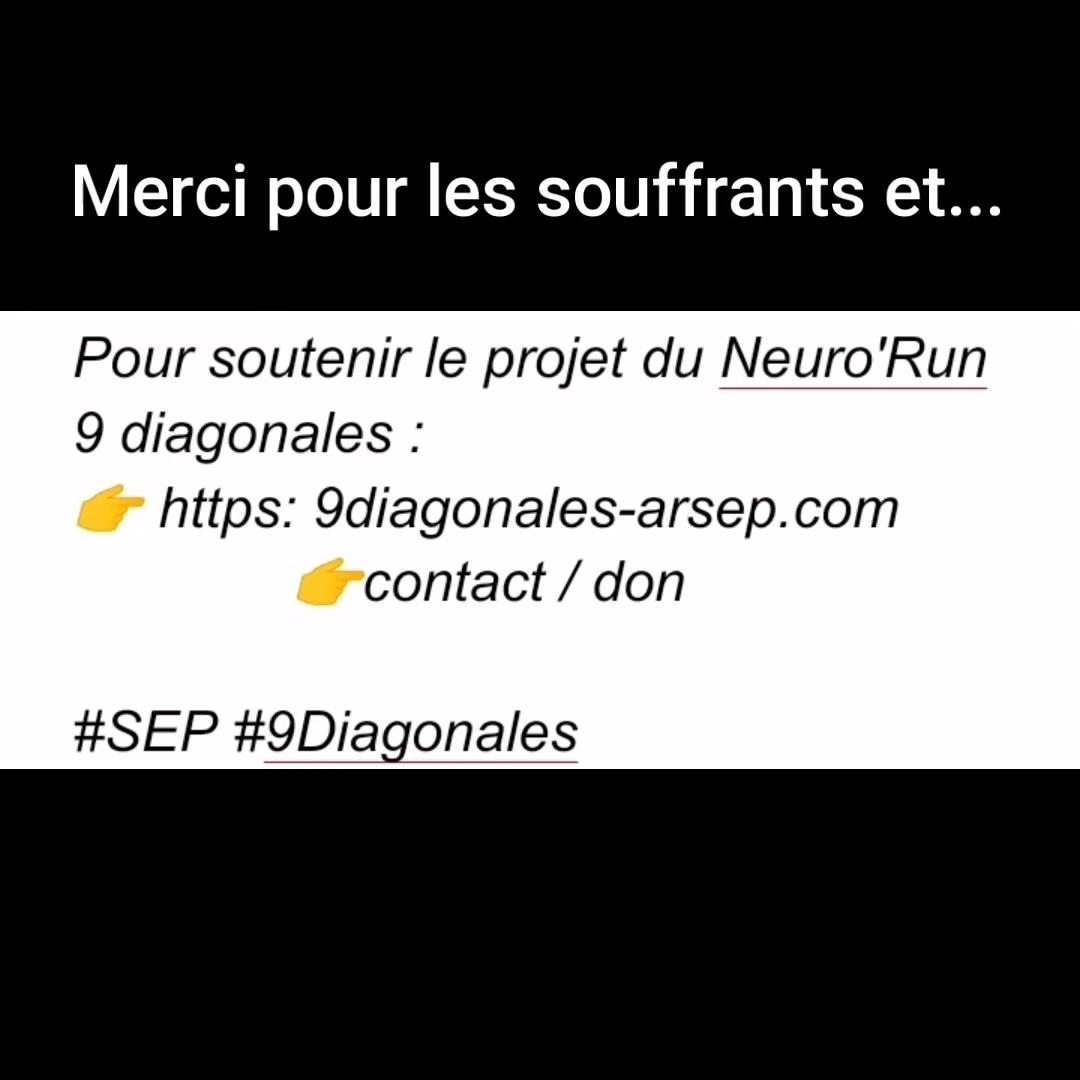 Merci pour les souffrants et...
Pour soutenir le projet du Neuro'Run
9 diagonales :
👉 https: 9diagonales-arsep.com
👉contact / don
#SEP #9Diagonales